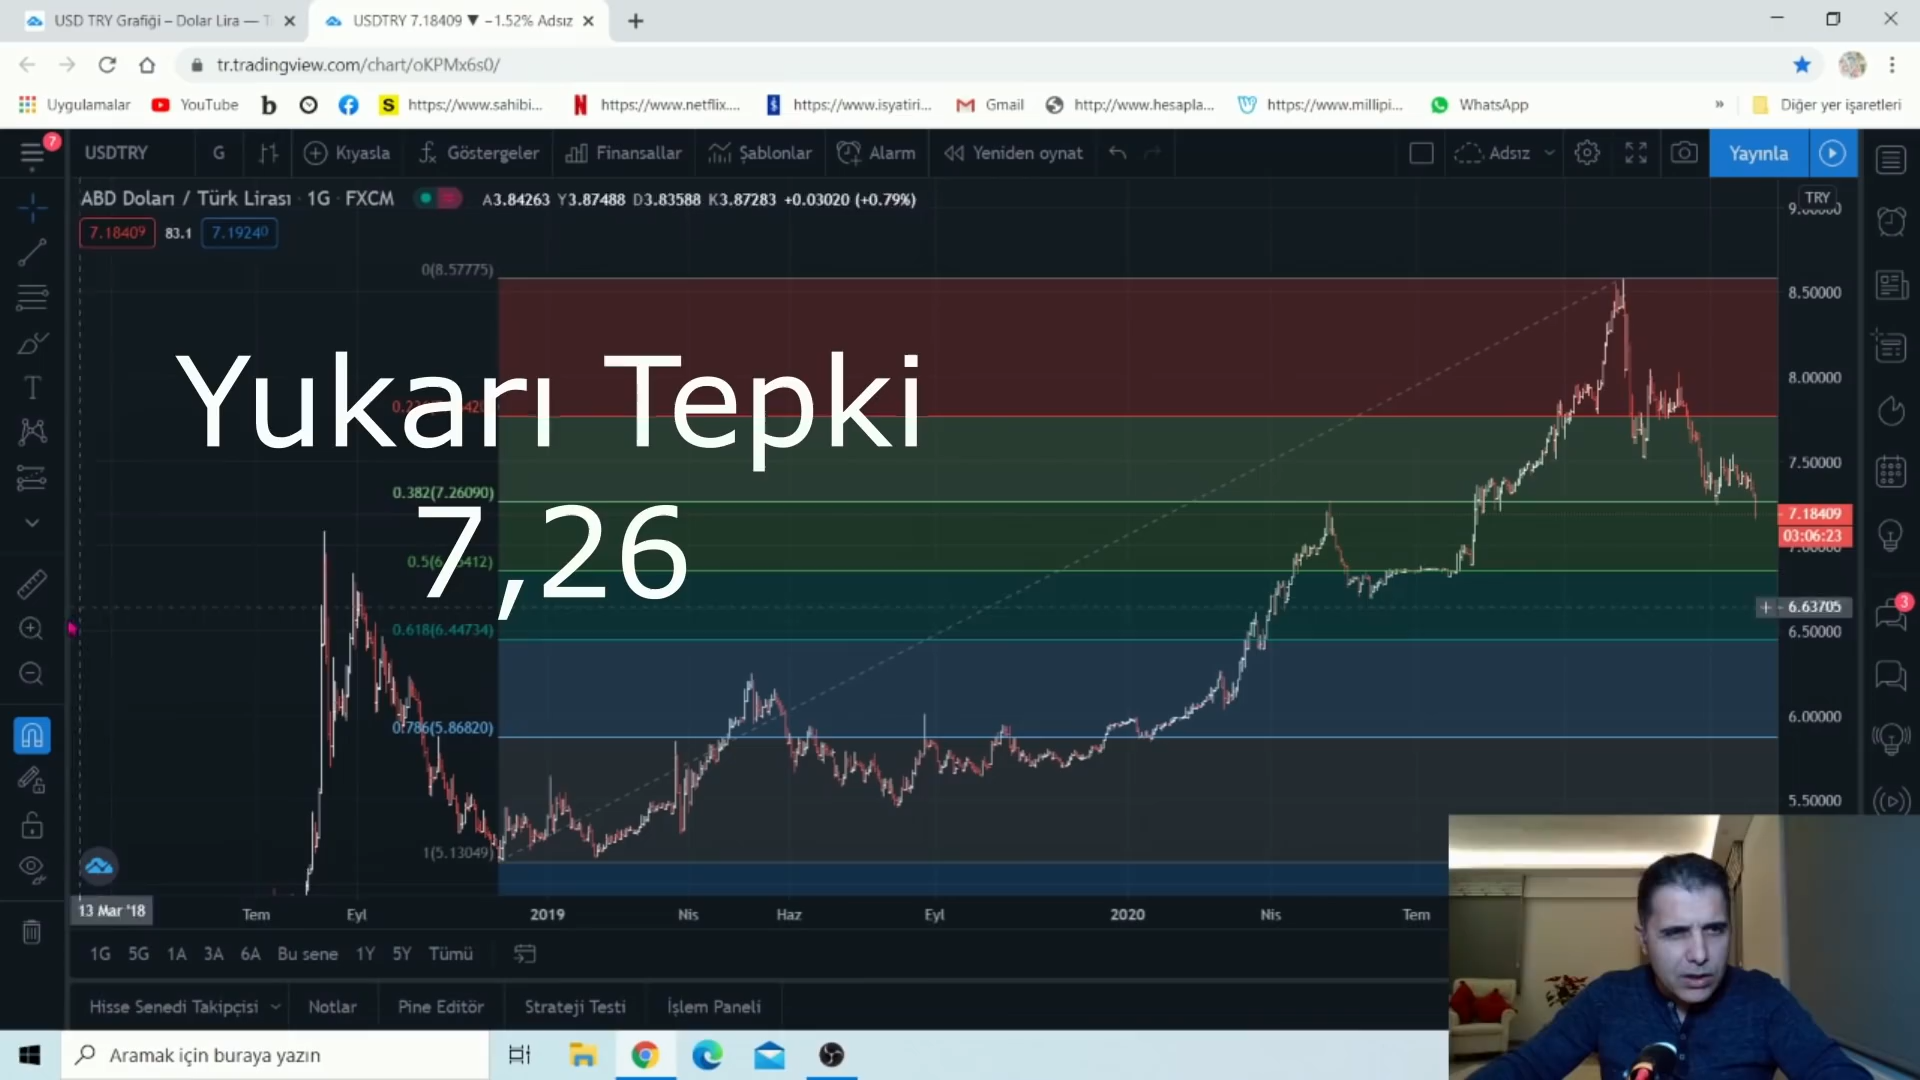 USD TRY Grafiği – Dolar Lira — T
USDTRY 7.18409 ▼ −1.52% Adsız
tr.tradingview.com/chart/oKPMx6s0/
Uygulamalar
YouTube
https://www.sahibi...
https://www.netflix....
https://www.isyatiri...
Gmail
http://www.hesapla...
https://www.millipi...
WhatsApp
»
Diğer yer işaretleri
7
USDTRY
G
Kıyasla
Göstergeler
Finansallar
Şablonlar
Alarm
Yeniden oynat
Adsız
Yayınla
ABD Doları / Türk Lirası · 1G · FXCM
A3.84263 Y3.87488 D3.83588 K3.87283 +0.03020 (+0.79%)
TRY
7.18409
83.1
7.19240
0(8.57775)
8.50000
Yukarı Tepki
8.00000
7.50000
0.382(7.26090)
7,26
7.18409
03:06:23
7.00000
6.63705
0.618(6.44734)
6.50000
3
0.786(5.86820)
6.00000
5.50000
1(5.13049)
13 Mar '18
Tem
Eyl
2019
Nis
Haz
Eyl
2020
Nis
Tem
1G
5G
1A
3A
6A
Bu sene
1Y
5Y
Tümü
Hisse Senedi Takipçisi
Notlar
Pine Editör
Strateji Testi
İşlem Paneli
Aramak için buraya yazın